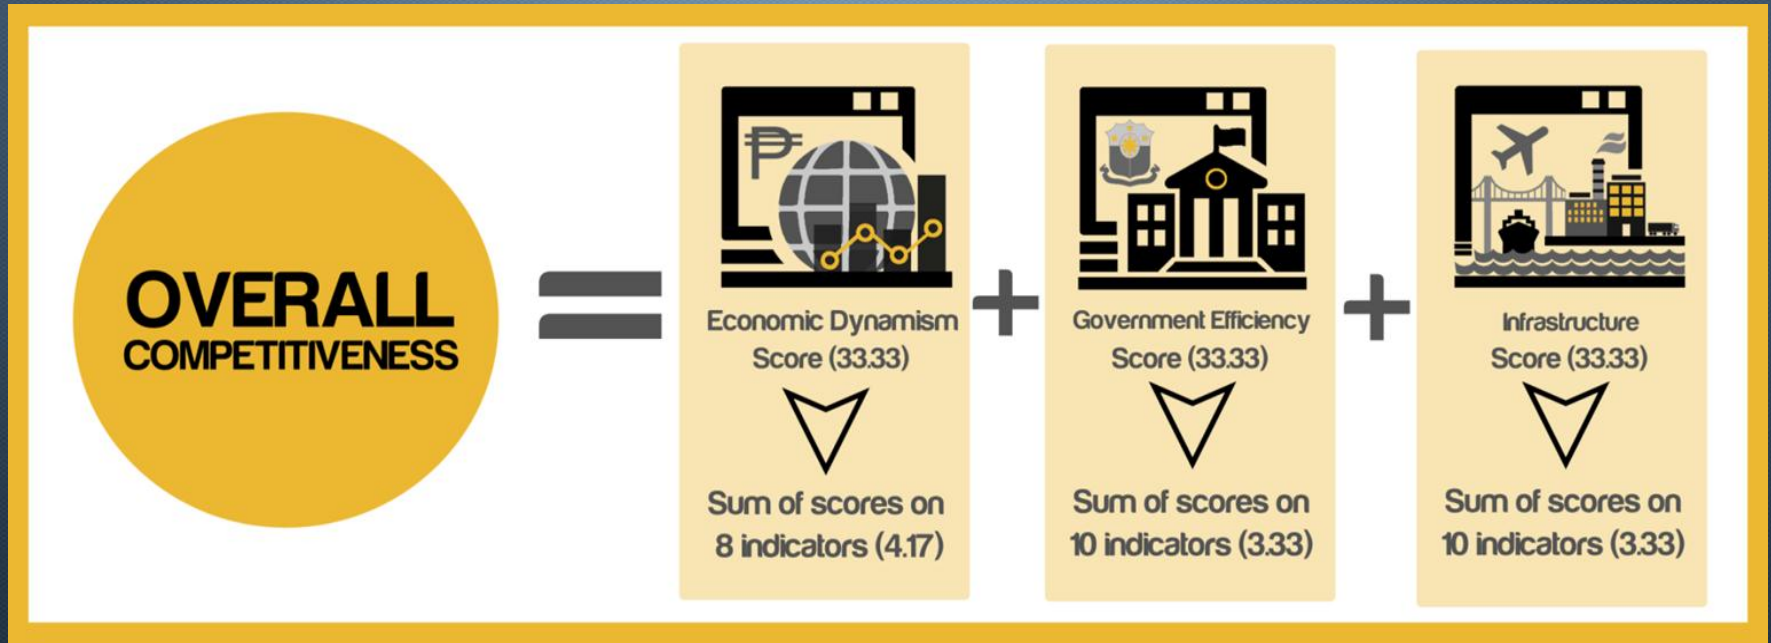 OVERALL
COMPETITIVENESS
=
₱
Economic Dynamism
Score (33.33)
Sum of scores on
8 indicators (4.17)
+
Government Efficiency
Score (33.33)
Sum of scores on
10 indicators (3.33)
+
Infrastructure
Score (33.33)
Sum of scores on
10 indicators (3.33)